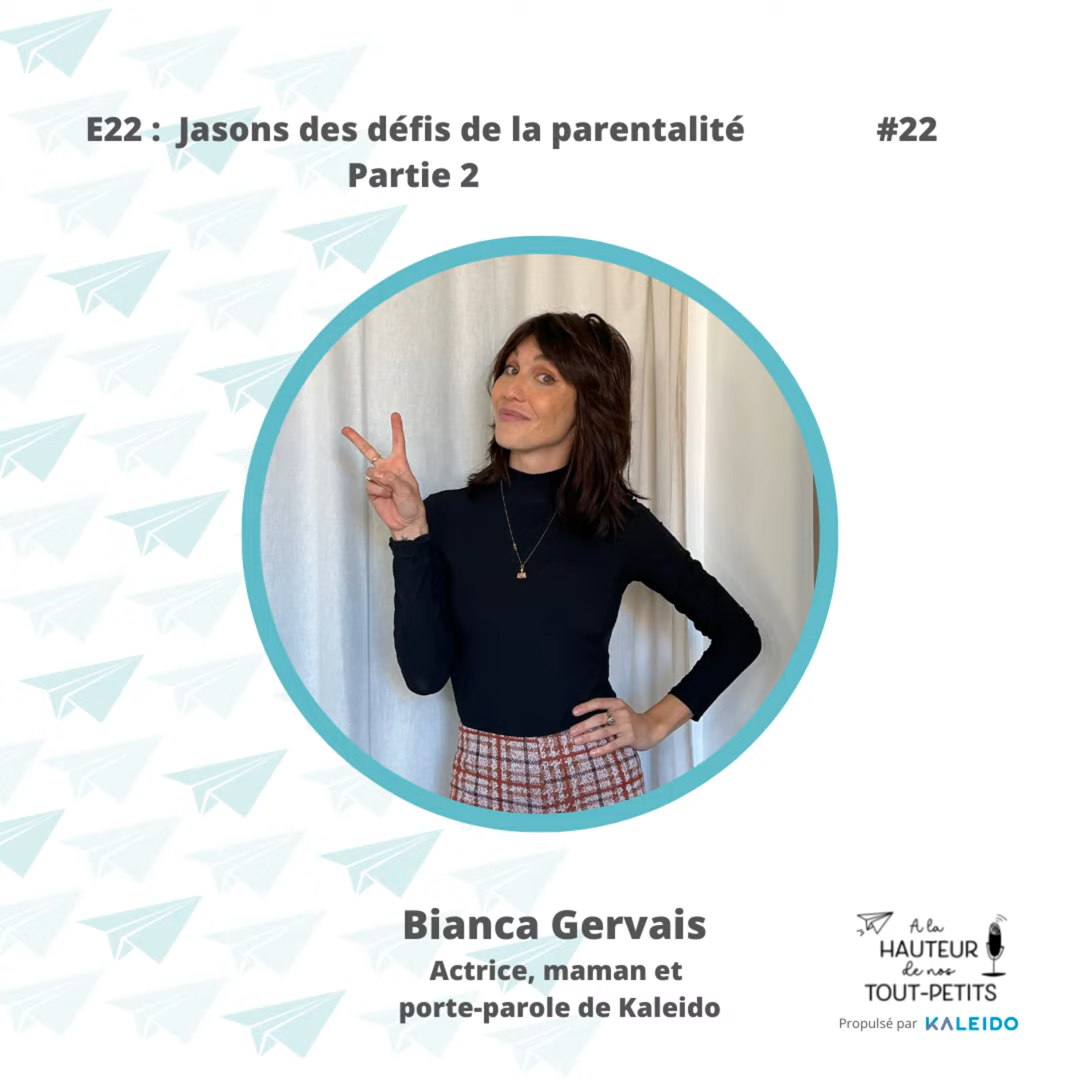 E22 : Jasons des défis de la parentalité
Partie 2
#22
Bianca Gervais
Actrice, maman et
porte-parole de Kaleido
A la
HAUTEUR
de nos
TOUT-PETITS
Propulsé par KALEIDO